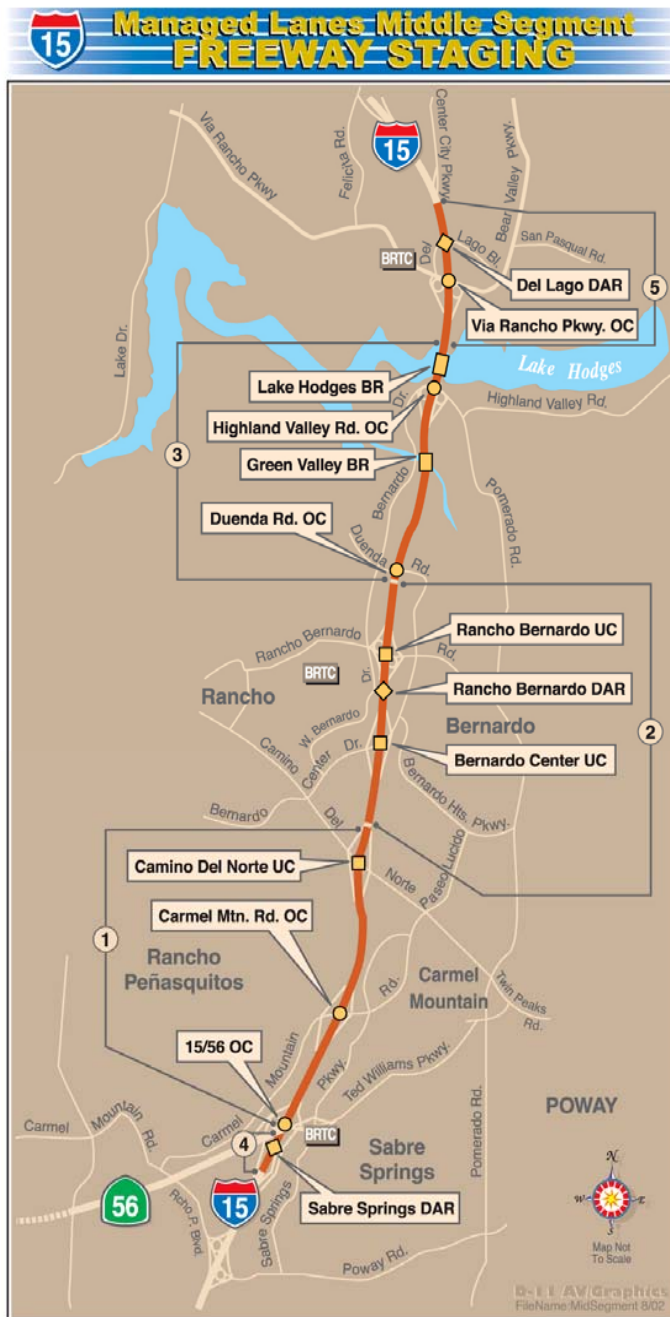 15
Managed Lanes Middle Segment
FREEWAY STAGING
Via Rancho Pkwy
Felicita Rd.
15
Center City Pkwy.
Bear Valley Pkwy.
Del
Lago Bl.
San Pasqual Rd.
BRTC
Del Lago DAR
5
Via Rancho Pkwy. OC
Lake Dr.
Lake Hodges
Lake Hodges BR
Dr.
Highland Valley Rd.
Highland Valley Rd. OC
3
Green Valley BR
Bernardo
Pomerado Rd.
Duenda Rd. OC
Duenda
Rd.
Rancho Bernardo UC
Rancho Bernardo
Rd.
BRTC
Dr.
Rancho
Rancho Bernardo DAR
W. Bernardo
Bernardo
2
Camino
Center
Dr.
Bernardo Center UC
Bernardo
Bernardo Hts. Pkwy.
Del
Camino Del Norte UC
Norte
Paseo Lucido
Carmel Mtn. Rd. OC
1
Rancho
Peñasquitos
Rd.
Carmel
Mountain
Twin Peaks
Rd.
15/56 OC
Mountain
Pkwy.
Ted Williams Pkwy.
Carmel
Mountain Rd.
Carmel
4
BRTC
POWAY
Sabre
Springs
Pomerado Rd.
56
Rcho.P. Blvd.
15
Sabre Springs
Sabre Springs DAR
Poway Rd.
N
W
E
S
Map Not
To Scale
D-11 AV Graphics
FileName:MidSegment 8/02